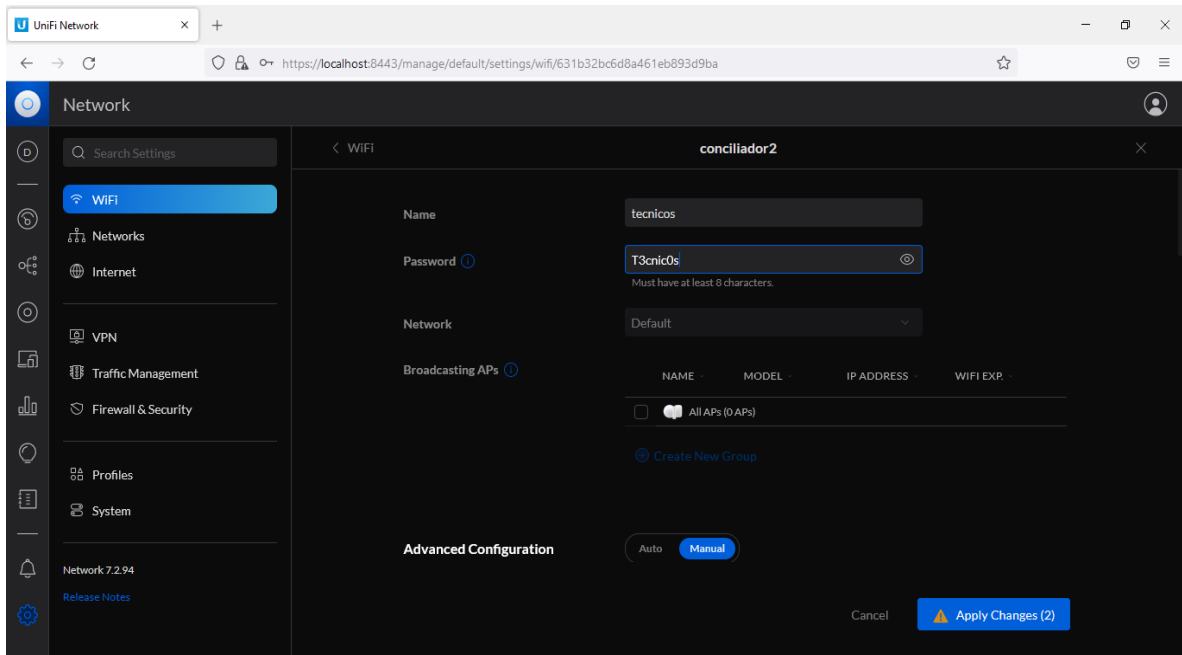 UniFi Network
https://localhost:8443/manage/default/settings/wifi/631b32bc6d8a461eb893d9ba
Network
Search Settings
WiFi
Networks
Internet
VPN
Traffic Management
Firewall & Security
Profiles
System
Network 7.2.94
Release Notes
WiFi
conciliador2
Name
tecnicos
Password
T3cnic0s
Must have at least 8 characters.
Network
Default
Broadcasting APs
NAME MODEL IP ADDRESS WIFI EXP.
All APs (0 APs)
Create New Group
Advanced Configuration
Auto Manual
Cancel Apply Changes (2)